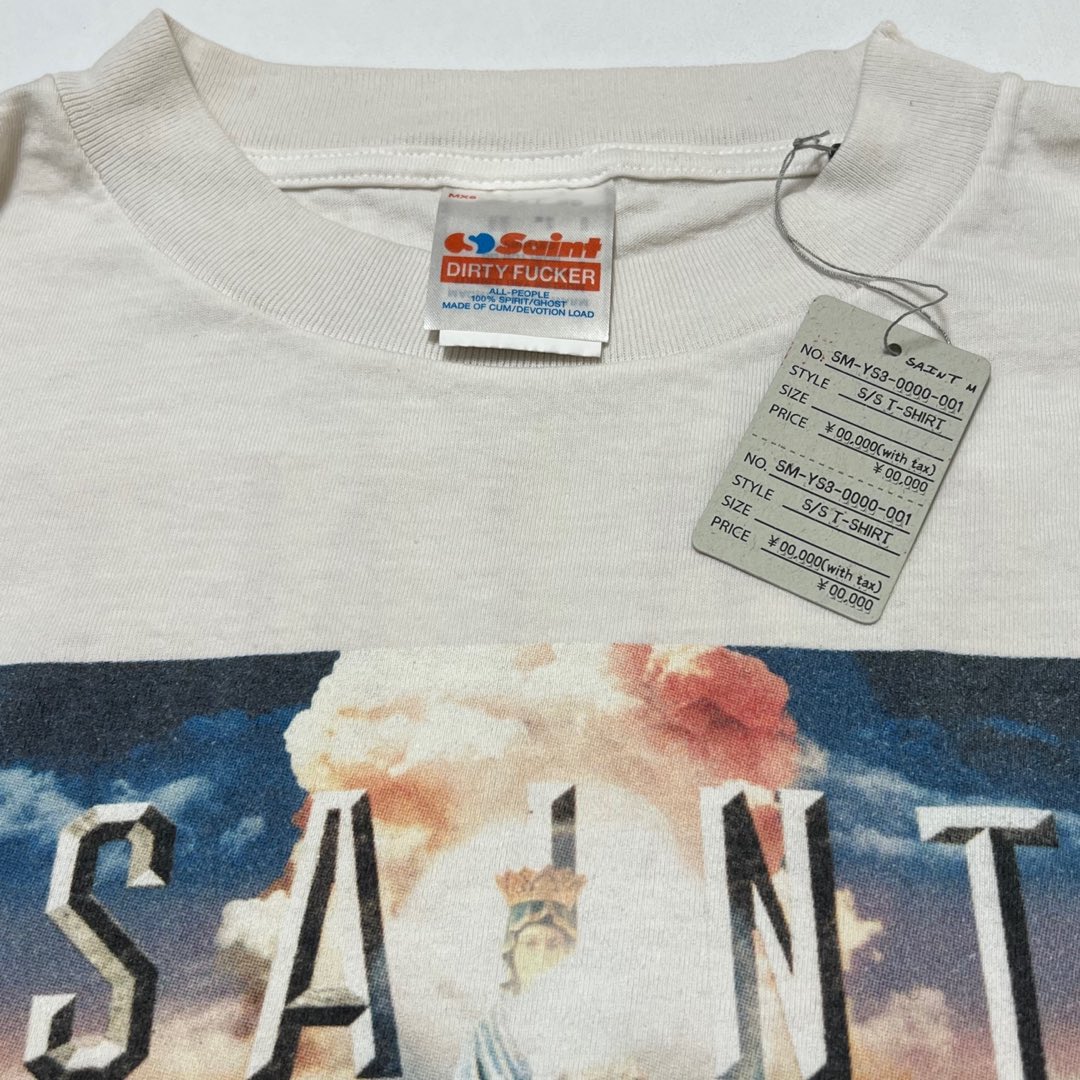 MXS
Saint
DIRTY FUCKER
ALL-PEOPLE
100% SPIRIT/GHOST
MADE OF CUM/DEVOTION LOAD
SAINT M
NO. SM-YS3-0000-001
STYLE S/S T-SHIRT
SIZE
PRICE ¥00,000(with tax)
¥00,000
NO. SM-YS3-0000-001
STYLE S/S T-SHIRT
SIZE
PRICE ¥00,000(with tax)
¥00,000
SAINT